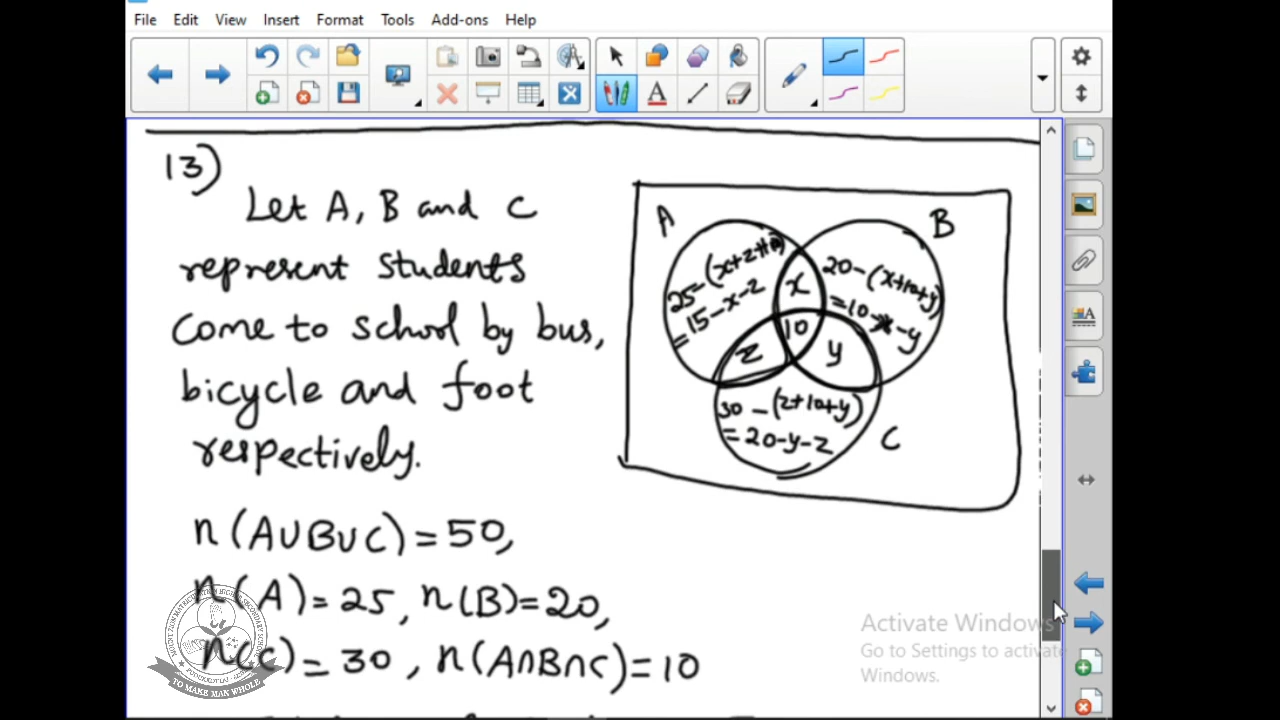 File Edit View Insert Format Tools Add-ons Help
13)
Let A, B and C
represent students
come to school by bus,
bicycle and foot
respectively.
A
B
25-(x+z+10)
= 15-x-z
x
20-(x+10+y)
= 10-x-y
10
z
y
30-(z+10+y)
= 20-y-z
C
n(A∪B∪C) = 50,
n(A) = 25, n(B) = 20,
n(C) = 30, n(A∩B∩C) = 10
Activate Windows
Go to Settings to activate
Windows.
TO MAKE MAN WHOLE